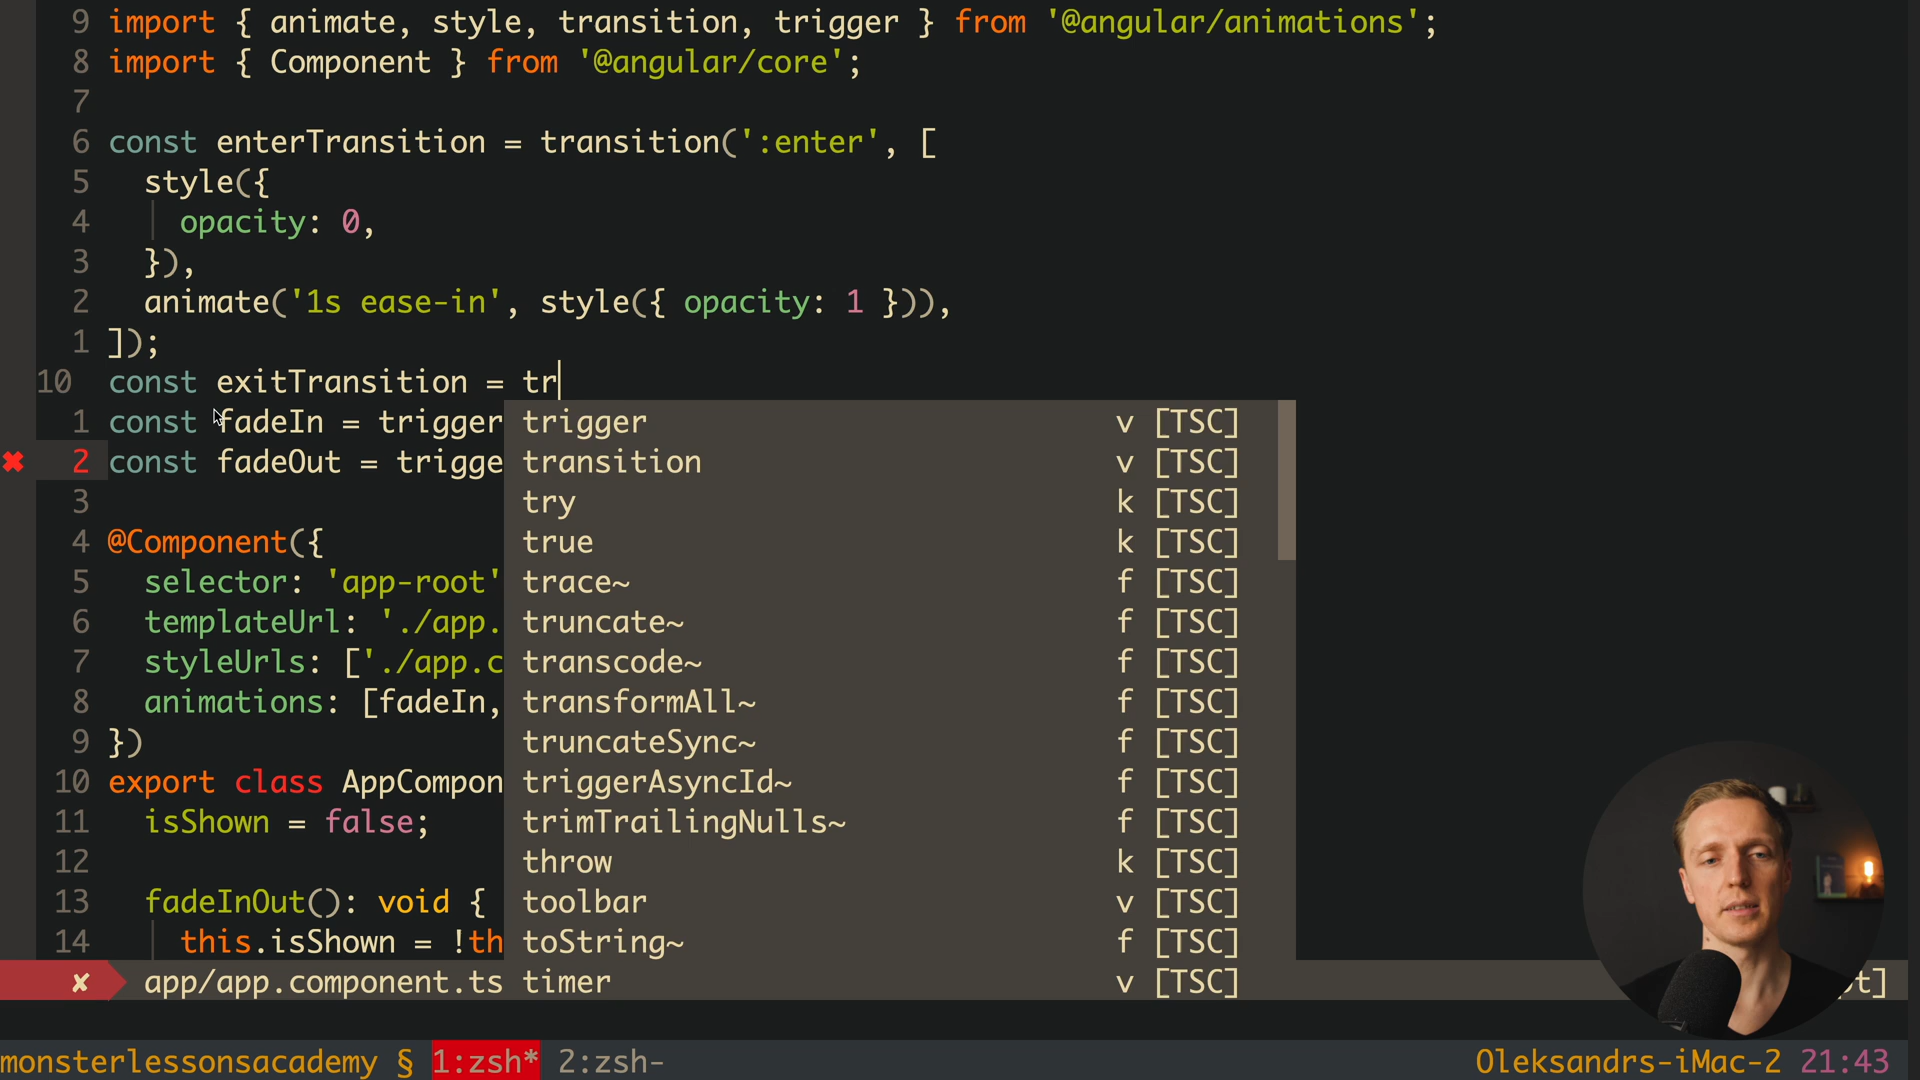 9 import { animate, style, transition, trigger } from '@angular/animations';
8 import { Component } from '@angular/core';
7
6 const enterTransition = transition(':enter', [
5 style({
4 opacity: 0,
3 }),
2 animate('1s ease-in', style({ opacity: 1 })),
1 ]);
10 const exitTransition = tr
1 const fadeIn = trigger trigger v [TSC]
✖ 2 const fadeOut = trigge transition v [TSC]
3 try k [TSC]
4 @Component({ true k [TSC]
5 selector: 'app-root' trace~ f [TSC]
6 templateUrl: './app. truncate~ f [TSC]
7 styleUrls: ['./app.c transcode~ f [TSC]
8 animations: [fadeIn, transformAll~ f [TSC]
9 }) truncateSync~ f [TSC]
10 export class AppCompon triggerAsyncId~ f [TSC]
11 isShown = false; trimTrailingNulls~ f [TSC]
12 throw k [TSC]
13 fadeInOut(): void { toolbar v [TSC]
14 this.isShown = !th toString~ f [TSC]
✘ app/app.component.ts timer v [TSC] t]
monsterlessonsacademy § 1:zsh* 2:zsh- Oleksandrs-iMac-2 21:43